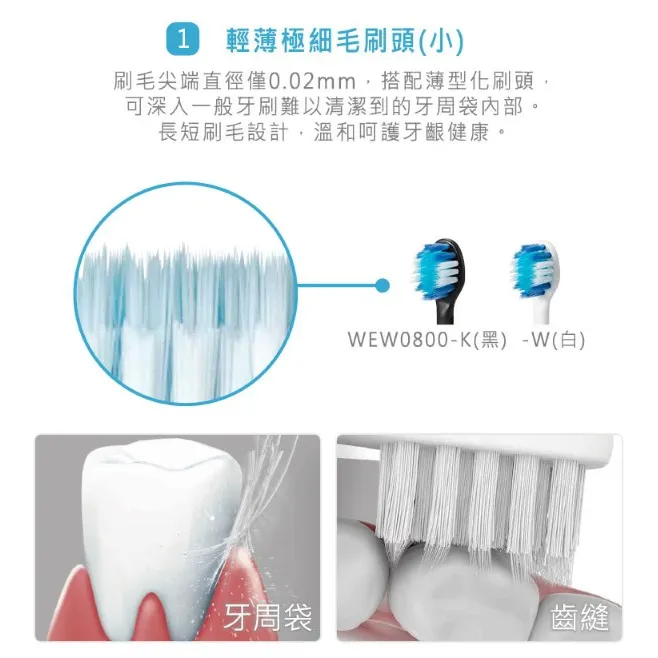 1 輕薄極細毛刷頭(小)
刷毛尖端直徑僅0.02mm，搭配薄型化刷頭，
可深入一般牙刷難以清潔到的牙周袋內部。
長短刷毛設計，溫和呵護牙齦健康。
WEW0800-K(黑) -W(白)
牙周袋
齒縫